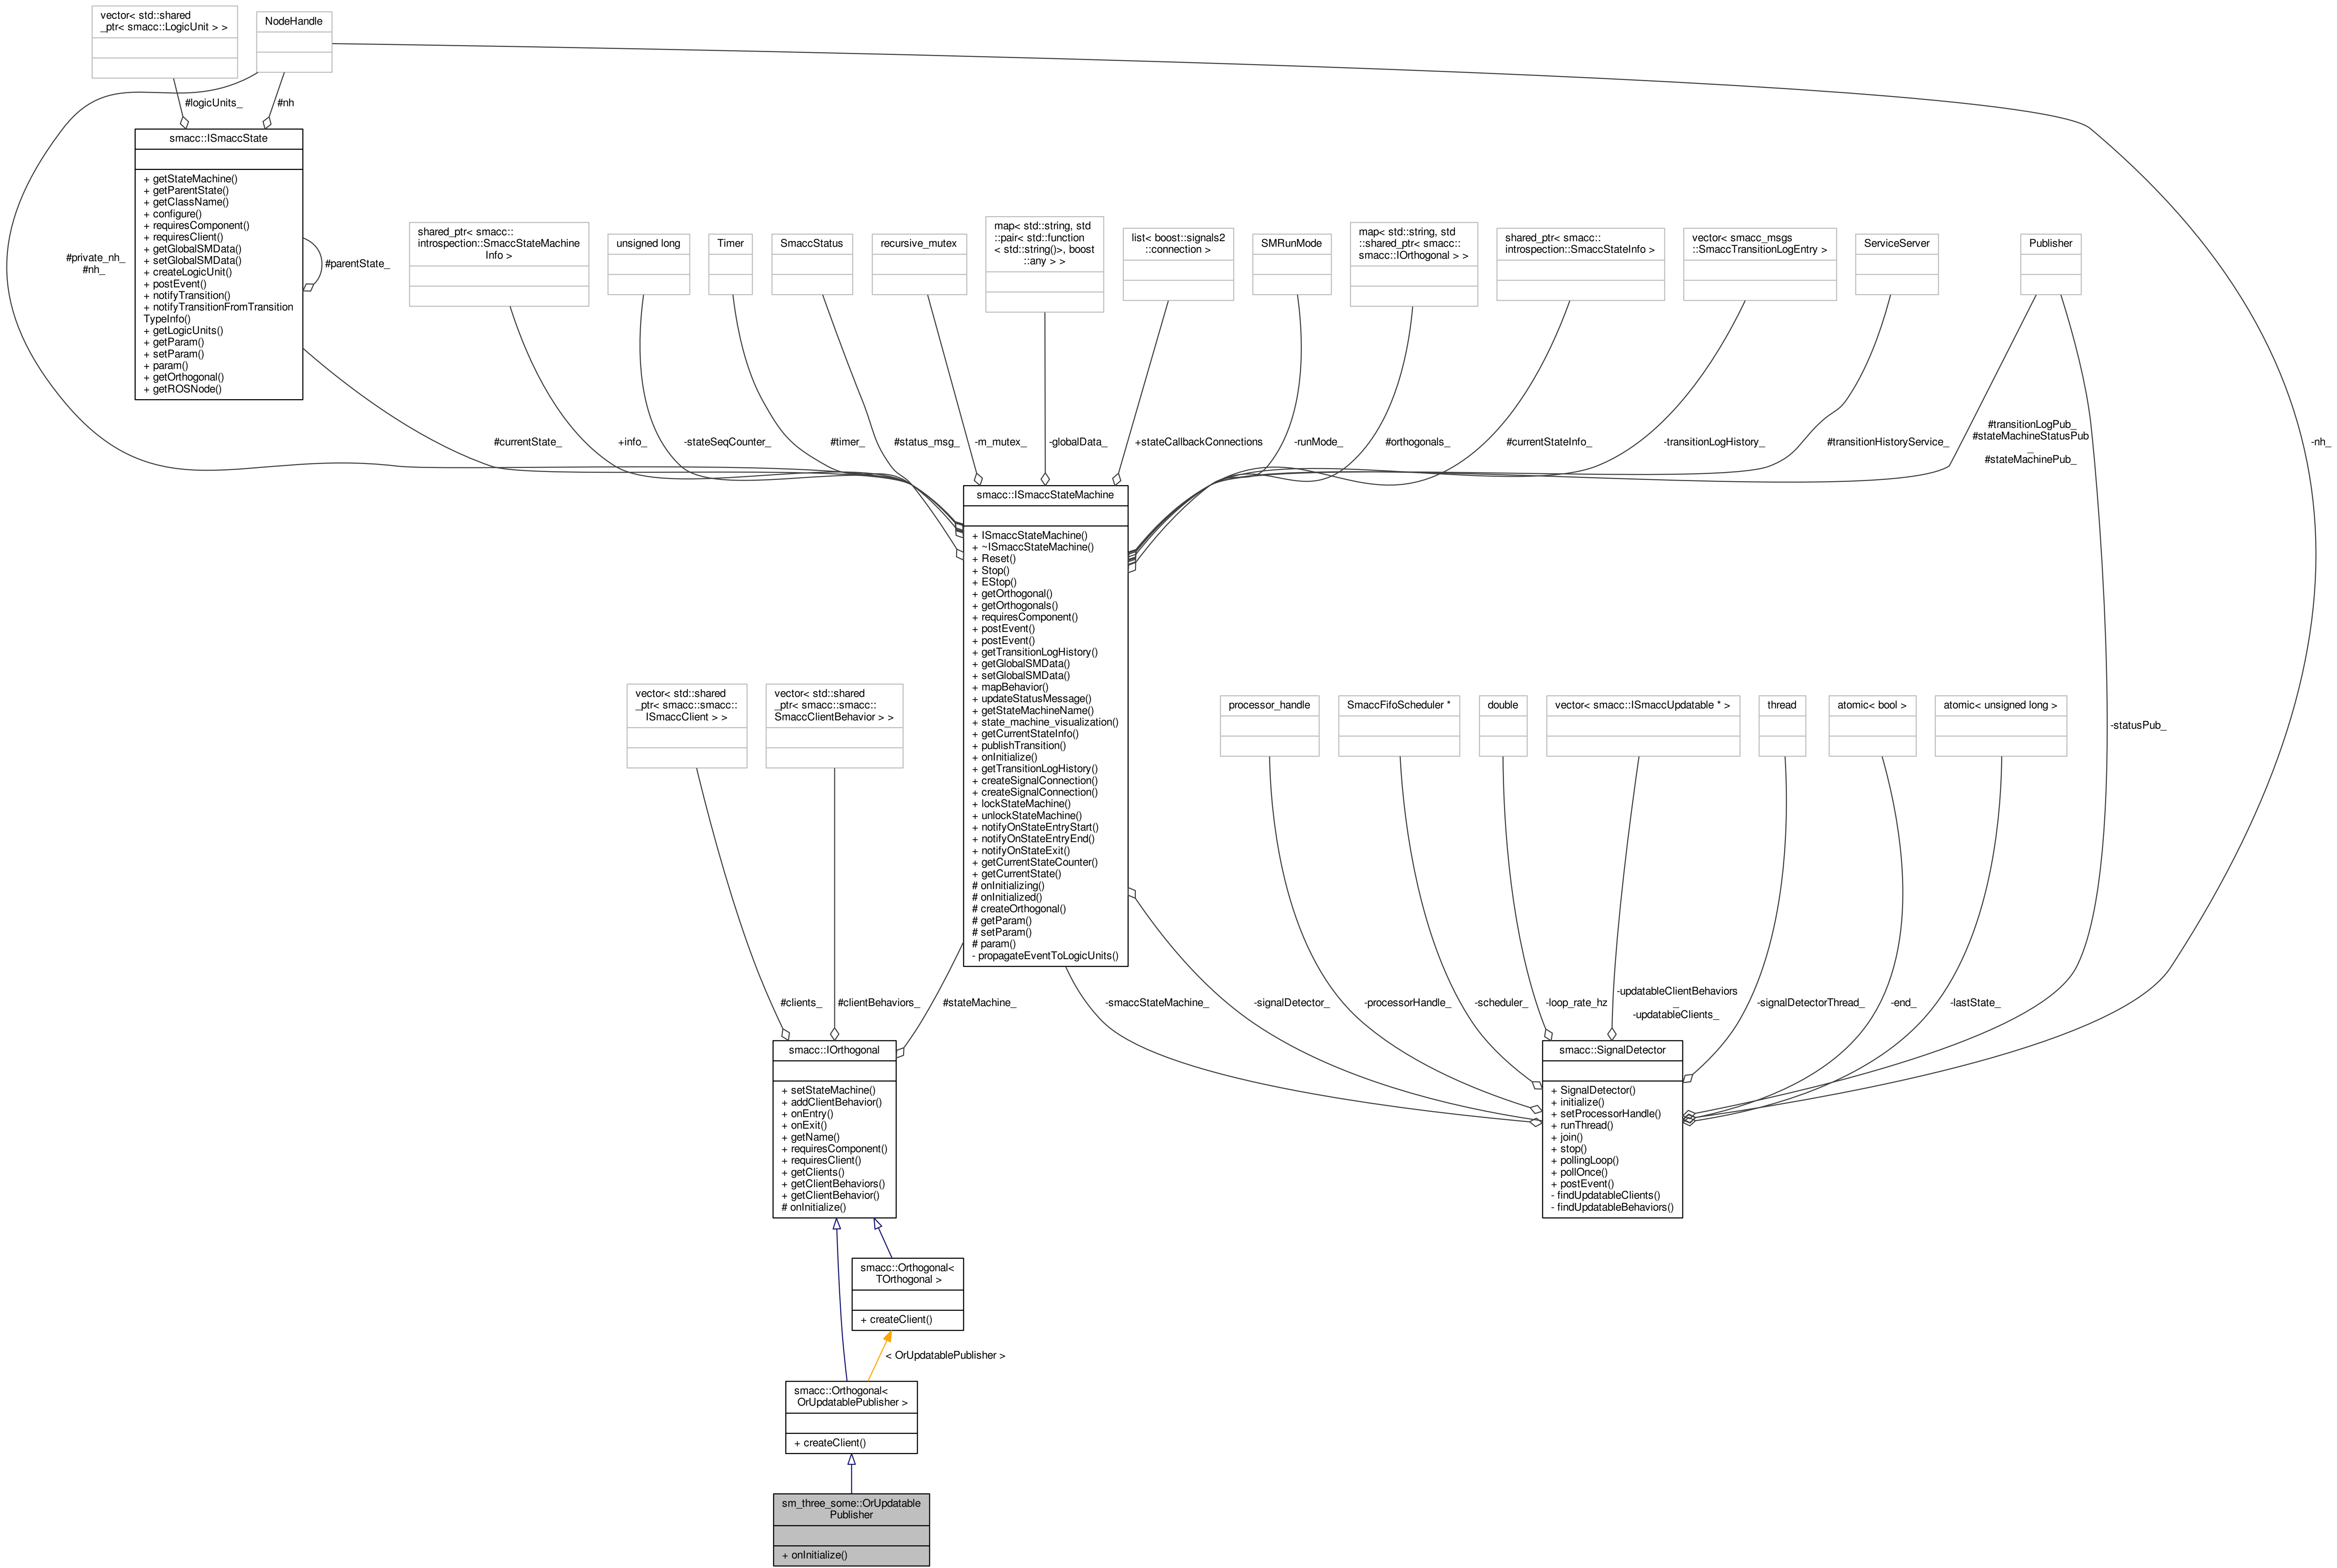 vector< std::shared
_ptr< smacc::LogicUnit > >
NodeHandle
#logicUnits_
#nh
smacc::ISmaccState
+ getStateMachine()
+ getParentState()
+ getClassName()
+ configure()
+ requiresComponent()
+ requiresClient()
+ getGlobalSMData()
+ setGlobalSMData()
+ createLogicUnit()
+ postEvent()
+ notifyTransition()
+ notifyTransitionFromTransition
TypeInfo()
+ getLogicUnits()
+ getParam()
+ setParam()
+ param()
+ getOrthogonal()
+ getROSNode()
#private_nh_
#nh_
#parentState_
shared_ptr< smacc::
introspection::SmaccStateMachine
Info >
unsigned long
Timer
SmaccStatus
recursive_mutex
map< std::string, std
::pair< std::function
< std::string()>, boost
::any > >
list< boost::signals2
::connection >
SMRunMode
map< std::string, std
::shared_ptr< smacc::
smacc::IOrthogonal > >
shared_ptr< smacc::
introspection::SmaccStateInfo >
vector< smacc_msgs
::SmaccTransitionLogEntry >
ServiceServer
Publisher
#currentState_
+info_
-stateSeqCounter_
#timer_
#status_msg_
-m_mutex_
-globalData_
+stateCallbackConnections
-runMode_
#orthogonals_
#currentStateInfo_
-transitionLogHistory_
#transitionHistoryService_
#transitionLogPub_
#stateMachineStatusPub
_
#stateMachinePub_
-nh_
smacc::ISmaccStateMachine
+ ISmaccStateMachine()
+ ~ISmaccStateMachine()
+ Reset()
+ Stop()
+ EStop()
+ getOrthogonal()
+ getOrthogonals()
+ requiresComponent()
+ postEvent()
+ postEvent()
+ getTransitionLogHistory()
+ getGlobalSMData()
+ setGlobalSMData()
+ mapBehavior()
+ updateStatusMessage()
+ getStateMachineName()
+ state_machine_visualization()
+ getCurrentStateInfo()
+ publishTransition()
+ onInitialize()
+ getTransitionLogHistory()
+ createSignalConnection()
+ createSignalConnection()
+ lockStateMachine()
+ unlockStateMachine()
+ notifyOnStateEntryStart()
+ notifyOnStateEntryEnd()
+ notifyOnStateExit()
+ getCurrentStateCounter()
+ getCurrentState()
# onInitializing()
# onInitialized()
# createOrthogonal()
# getParam()
# setParam()
# param()
- propagateEventToLogicUnits()
vector< std::shared
_ptr< smacc::smacc::
ISmaccClient > >
vector< std::shared
_ptr< smacc::smacc::
SmaccClientBehavior > >
processor_handle
SmaccFifoScheduler *
double
vector< smacc::ISmaccUpdatable * >
thread
atomic< bool >
atomic< unsigned long >
-statusPub_
#clients_
#clientBehaviors_
#stateMachine_
-smaccStateMachine_
-signalDetector_
-processorHandle_
-scheduler_
-loop_rate_hz
-updatableClientBehaviors
_
-updatableClients_
-signalDetectorThread_
-end_
-lastState_
smacc::IOrthogonal
+ setStateMachine()
+ addClientBehavior()
+ onEntry()
+ onExit()
+ getName()
+ requiresComponent()
+ requiresClient()
+ getClients()
+ getClientBehaviors()
+ getClientBehavior()
# onInitialize()
smacc::SignalDetector
+ SignalDetector()
+ initialize()
+ setProcessorHandle()
+ runThread()
+ join()
+ stop()
+ pollingLoop()
+ pollOnce()
+ postEvent()
- findUpdatableClients()
- findUpdatableBehaviors()
smacc::Orthogonal<
TOrthogonal >
+ createClient()
< OrUpdatablePublisher >
smacc::Orthogonal<
OrUpdatablePublisher >
+ createClient()
sm_three_some::OrUpdatable
Publisher
+ onInitialize()